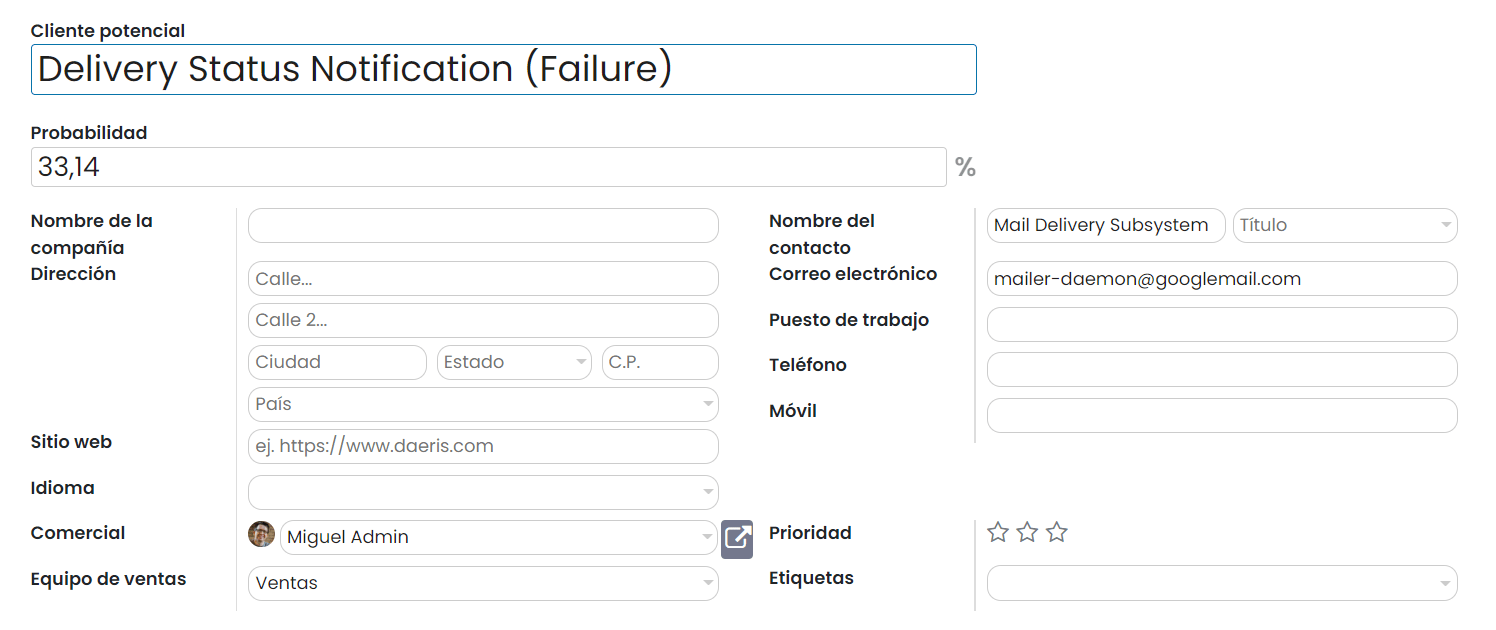 Cliente potencial
Delivery Status Notification (Failure)
Probabilidad
33,14 %
Nombre de la
compañía
Dirección
Calle...
Calle 2...
Ciudad Estado C.P.
País
Sitio web ej. https://www.daeris.com
Idioma
Comercial Miguel Admin
Equipo de ventas Ventas
Nombre del
contacto
Mail Delivery Subsystem Título
Correo electrónico mailer-daemon@googlemail.com
Puesto de trabajo
Teléfono
Móvil
Prioridad
Etiquetas